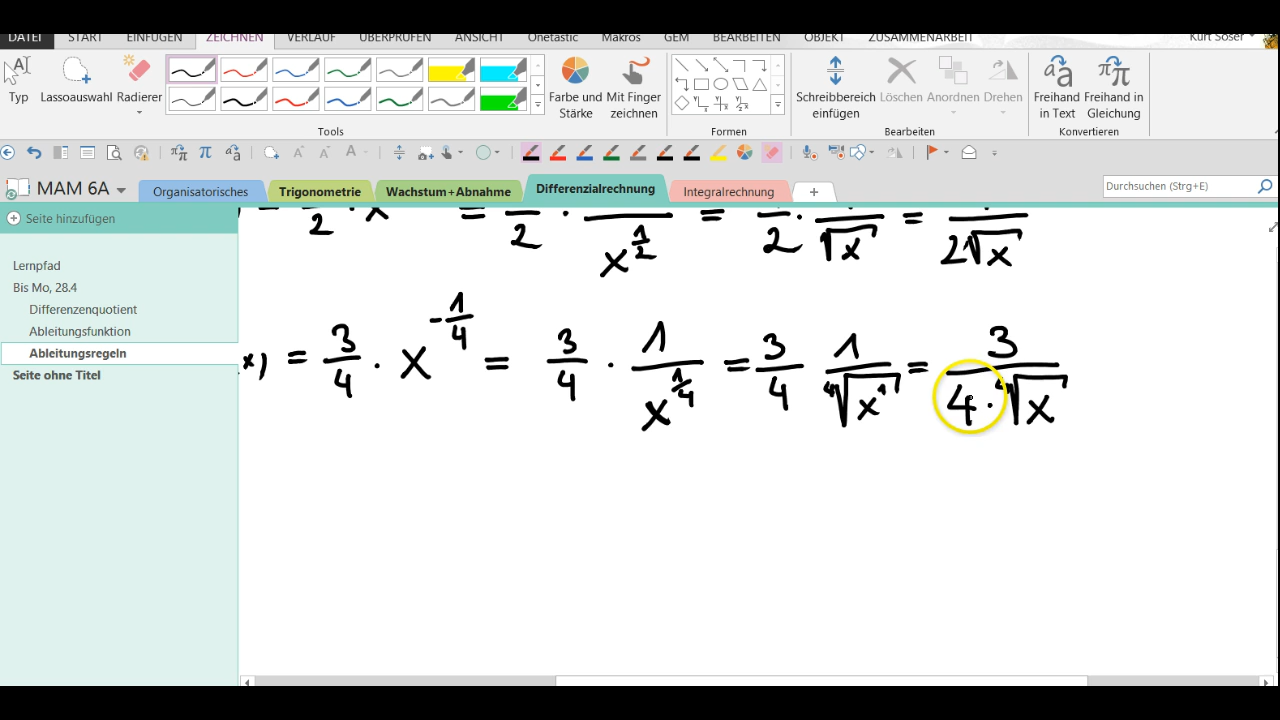 DATEI START EINFÜGEN ZEICHNEN VERLAUF ÜBERPRÜFEN ANSICHT Onetastic Makros GEM BEARBEITEN OBJEKT ZUSAMMENARBEIT Kurt Söser
Typ Lassoauswahl Radierer Farbe und Stärke Mit Finger zeichnen Schreibbereich einfügen Löschen Anordnen Drehen Freihand in Text Freihand in Gleichung
Tools Formen Bearbeiten Konvertieren
MAM 6A Organisatorisches Trigonometrie Wachstum+Abnahme Differenzialrechnung Integralrechnung + Durchsuchen (Strg+E)
Seite hinzufügen
Lernpfad
Bis Mo, 28.4
Differenzenquotient
Ableitungsfunktion
Ableitungsregeln
Seite ohne Titel
= /2 · x = /2 · /x^(1/2) = /2 · /√x = /2√x
x) = 3/4 · x^(-1/4) = 3/4 · 1/x^(1/4) = 3/4 1/⁴√x¹ = 3/(4 · ⁴√x)